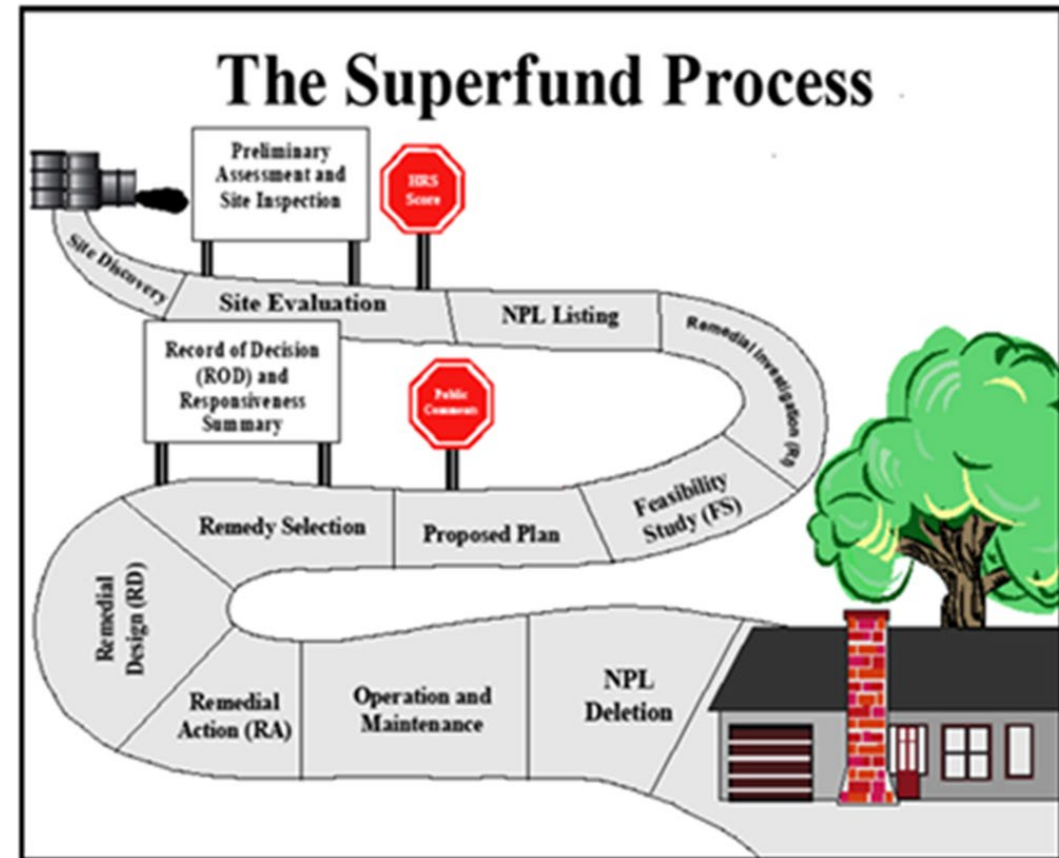 The Superfund Process
Preliminary
Assessment and
Site Inspection
HRS
Score
Site Discovery
Site Evaluation
NPL Listing
Remedial Investigation (RI)
Record of Decision
(ROD) and
Responsiveness
Summary
Public
Comments
Feasibility
Study (FS)
Proposed Plan
Remedy Selection
Remedial
Design (RD)
Remedial
Action (RA)
Operation and
Maintenance
NPL
Deletion